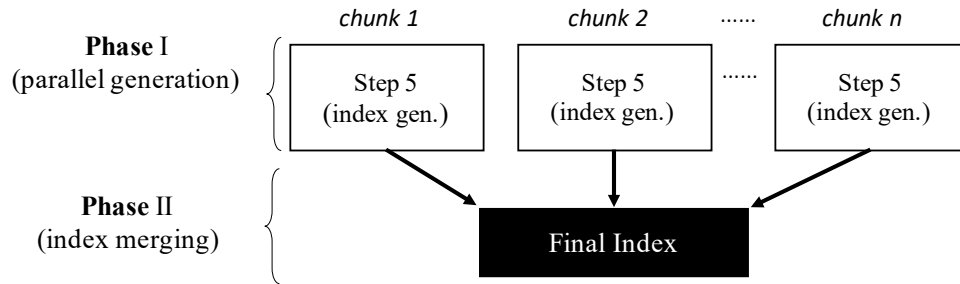 chunk 1 chunk 2 ...... chunk n
Phase I
(parallel generation)
Step 5
(index gen.)
Step 5
(index gen.)
......
Step 5
(index gen.)
Phase II
(index merging)
Final Index